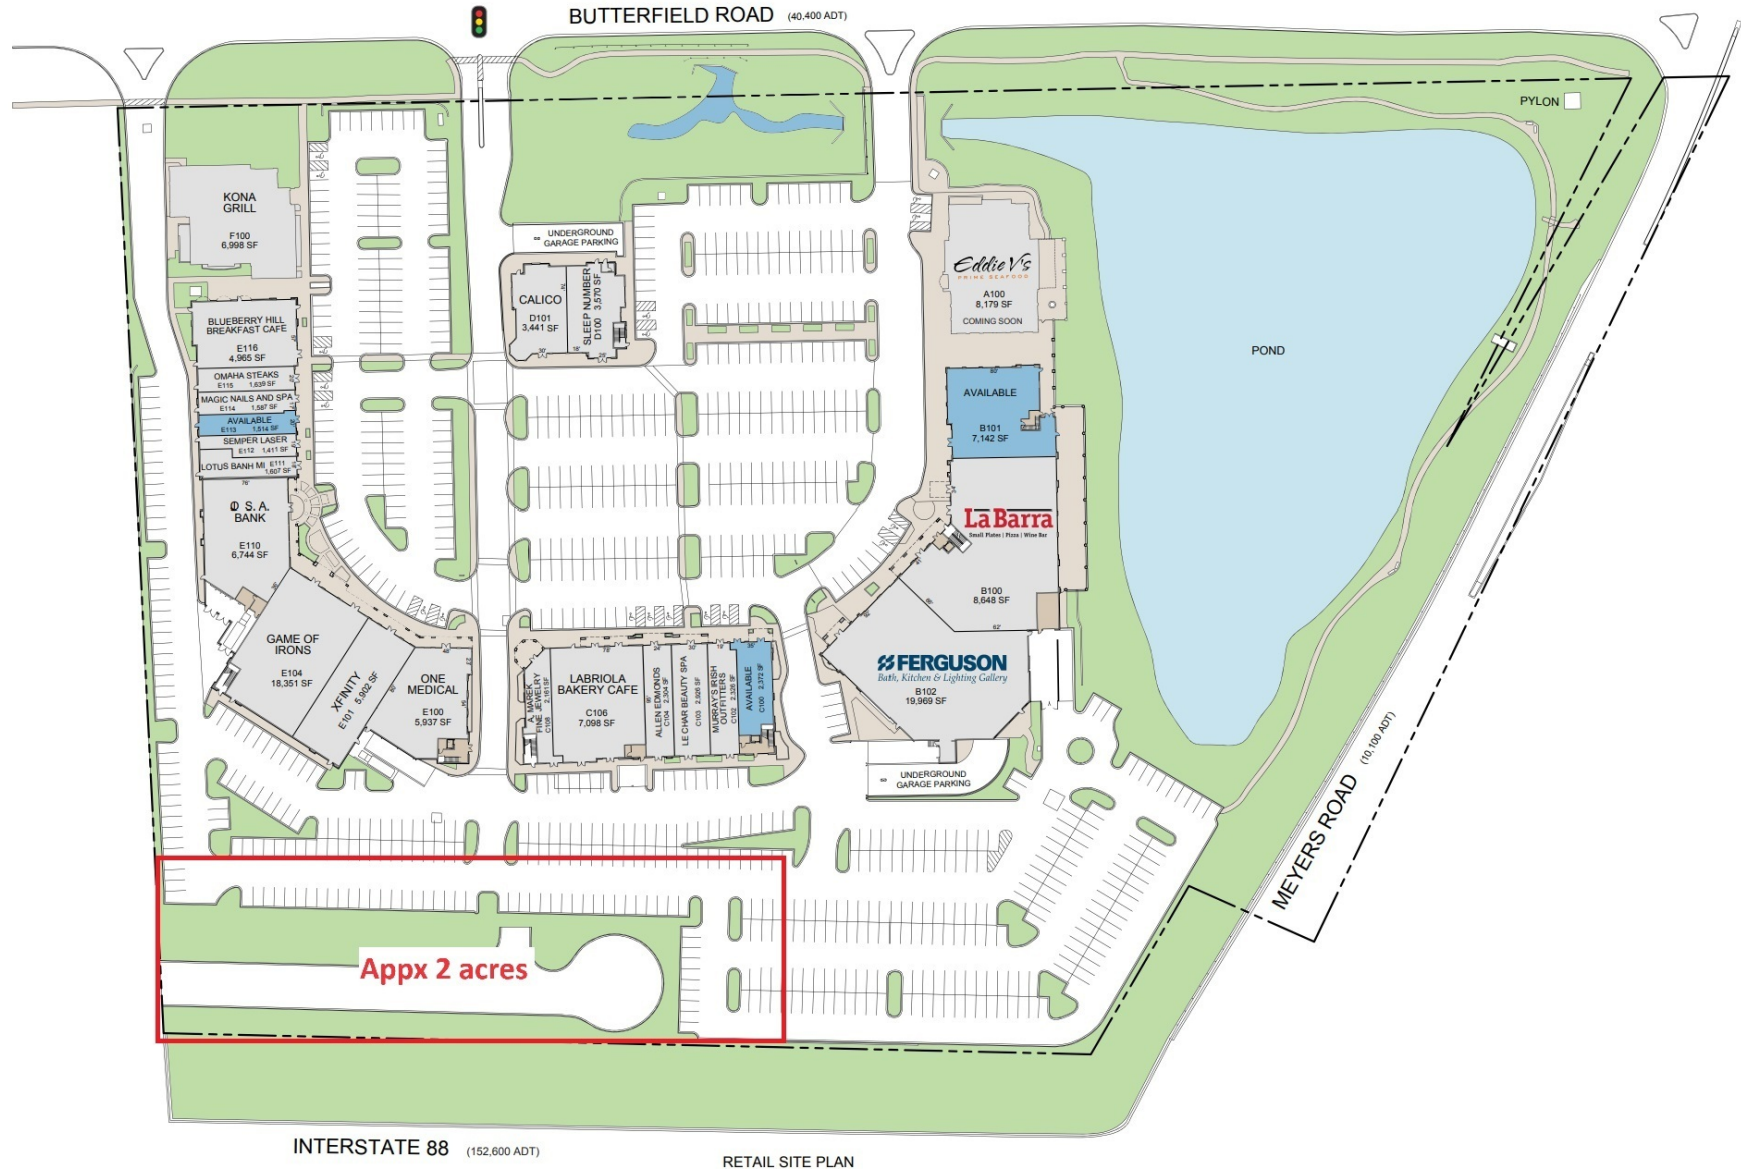 BUTTERFIELD ROAD (40,400 ADT)
PYLON
KONA
GRILL
F100
6,998 SF
UNDERGROUND
GARAGE PARKING
CALICO
D101
3,441 SF
SLEEP NUMBER
D100 3,570 SF
Eddie V's
PRIME SEAFOOD
A100
8,179 SF
COMING SOON
POND
BLUEBERRY HILL
BREAKFAST CAFE
E116
4,965 SF
OMAHA STEAKS
E115 1,639 SF
MAGIC NAILS AND SPA
E114 1,587 SF
AVAILABLE
E113 1,514 SF
SEMPER LASER
E112 1,411 SF
LOTUS BANH MI E111
1,607 SF
76'
S. A.
BANK
E110
6,744 SF
AVAILABLE
B101
7,142 SF
La Barra
Small Plates | Pizza | Wine Bar
B100
8,648 SF
62'
GAME OF
IRONS
E104
18,351 SF
XFINITY
E101 5,902 SF
ONE
MEDICAL
E100
5,937 SF
A. MAREK
FINE JEWELRY
C108 2,161 SF
LABRIOLA
BAKERY CAFE
C106
7,098 SF
ALLEN EDMONDS
C104 2,304 SF
LE CHAR BEAUTY SPA
C103 2,926 SF
MURRAY'S IRISH
OUTFITTERS
C102 2,328 SF
AVAILABLE
C100 2,372 SF
FERGUSON
Bath, Kitchen & Lighting Gallery
B102
19,969 SF
UNDERGROUND
GARAGE PARKING
MEYERS ROAD (10,100 ADT)
Appx 2 acres
INTERSTATE 88 (152,600 ADT)
RETAIL SITE PLAN